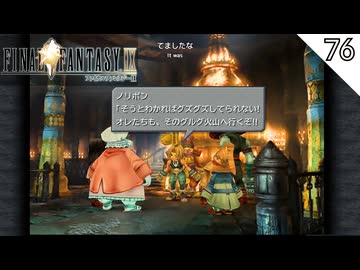 FINAL FANTASY IX
76
てましたな
It was
ノリポン
「そうとわかればグズグズしてられない!
オレたちも、そのグルグ火山へ行くぞ!!